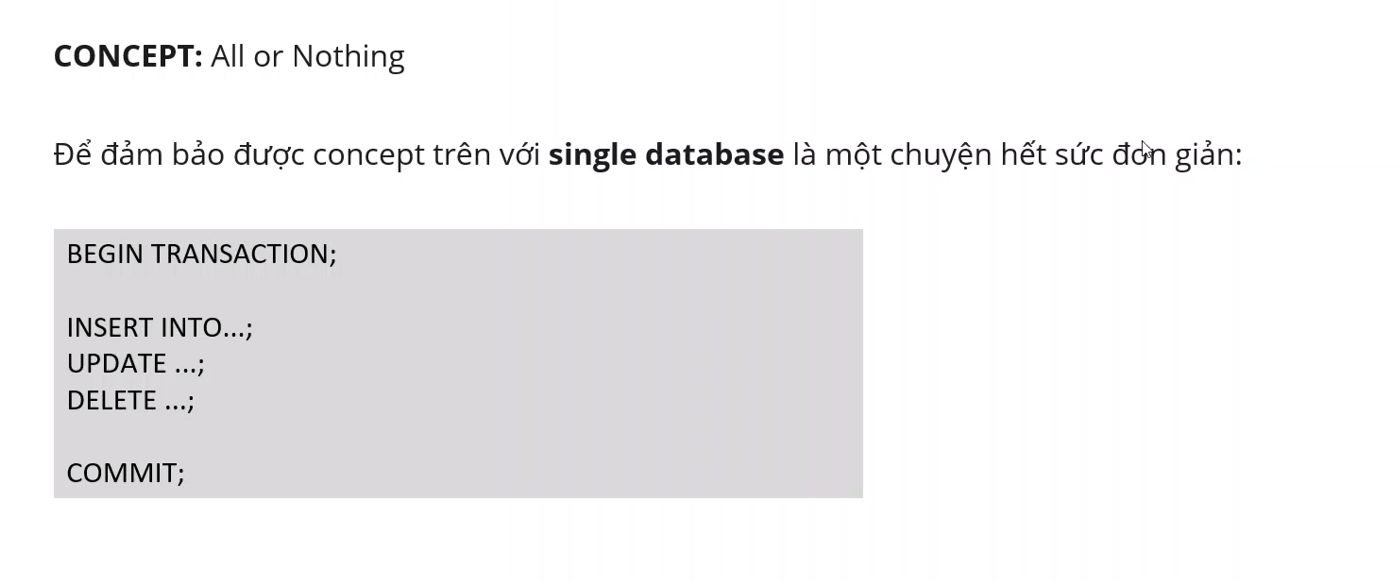 CONCEPT: All or Nothing
Để đảm bảo được concept trên với single database là một chuyện hết sức đơn giản:
BEGIN TRANSACTION;
INSERT INTO...;
UPDATE ...;
DELETE ...;
COMMIT;